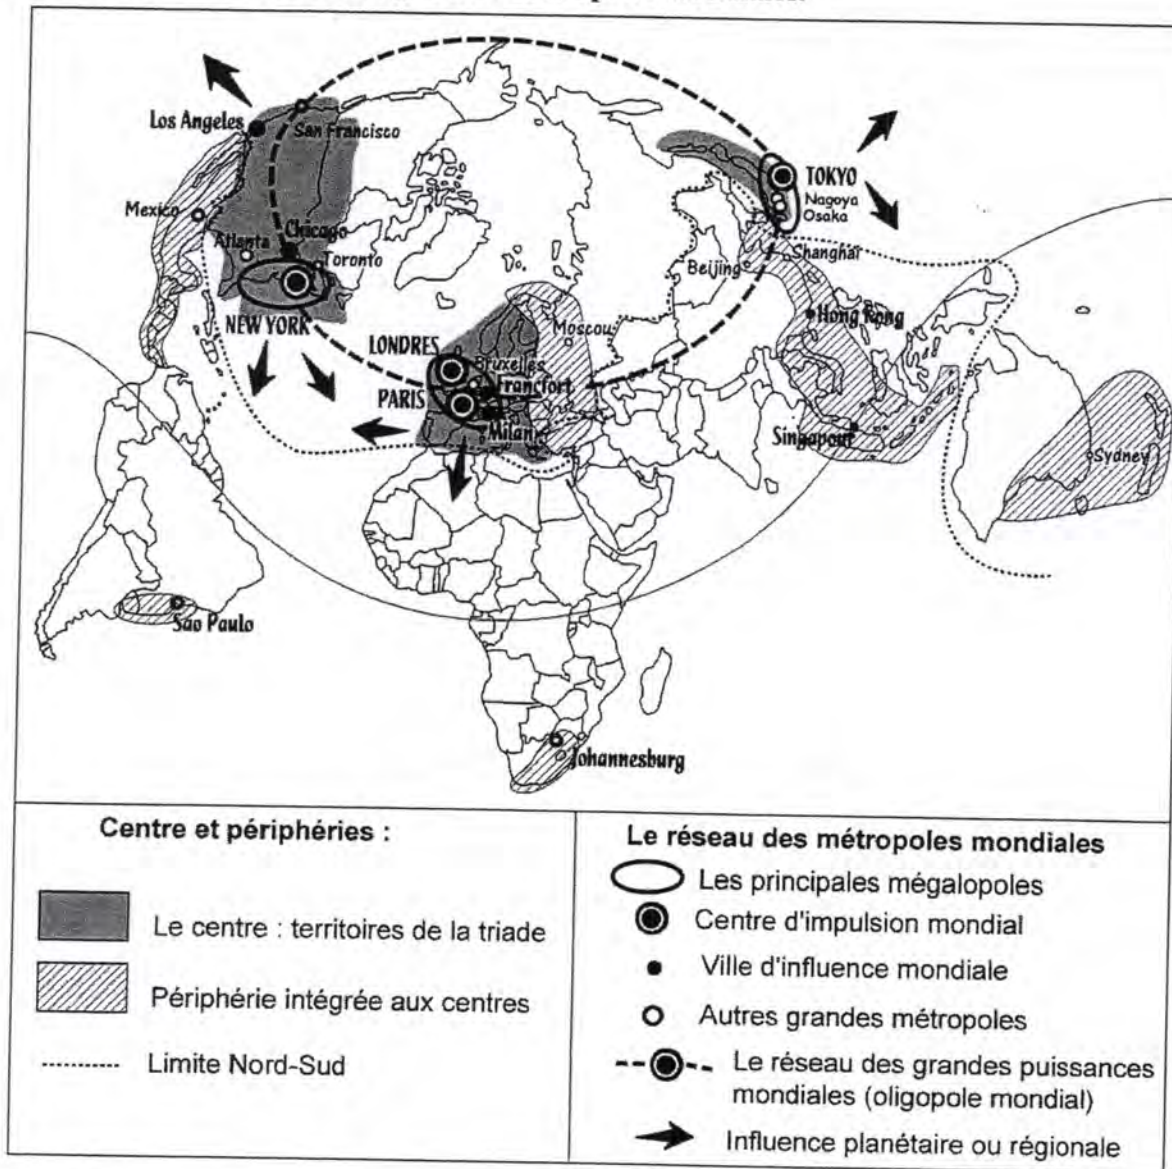 Los Angeles
San Francisco
TOKYO
Nagoya
Osaka
Mexico
Chicago
Atlanta
Toronto
Shanghaï
Beijing
NEW YORK
LONDRES
Moscou
Hong Kong
Bruxelles
Francfort
PARIS
Milan
Singapour
Sydney
Sao Paulo
Johannesburg
Centre et périphéries :
Le centre : territoires de la triade
Périphérie intégrée aux centres
Limite Nord-Sud
Le réseau des métropoles mondiales
Les principales mégalopoles
Centre d'impulsion mondial
Ville d'influence mondiale
Autres grandes métropoles
Le réseau des grandes puissances
mondiales (oligopole mondial)
Influence planétaire ou régionale